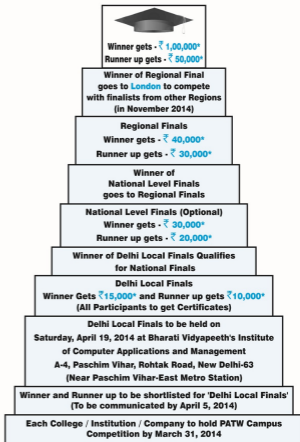 Winner gets - ₹ 1,00,000*
Runner up gets - ₹ 50,000*
Winner of Regional Final
goes to London to compete
with finalists from other Regions
(in November 2014)
Regional Finals
Winner gets - ₹ 40,000*
Runner up gets - ₹ 30,000*
Winner of
National Level Finals
goes to Regional Finals
National Level Finals (Optional)
Winner gets - ₹ 30,000*
Runner up gets - ₹ 20,000*
Winner of Delhi Local Finals Qualifies
for National Finals
Delhi Local Finals
Winner Gets ₹15,000* and Runner up gets ₹10,000*
(All Participants to get Certificates)
Delhi Local Finals to be held on
Saturday, April 19, 2014 at Bharati Vidyapeeth's Institute
of Computer Applications and Management
A-4, Paschim Vihar, Rohtak Road, New Delhi-63
(Near Paschim Vihar-East Metro Station)
Winner and Runner up to be shortlisted for 'Delhi Local Finals'
(To be communicated by April 5, 2014)
Each College / Institution / Company to hold PATW Campus
Competition by March 31, 2014